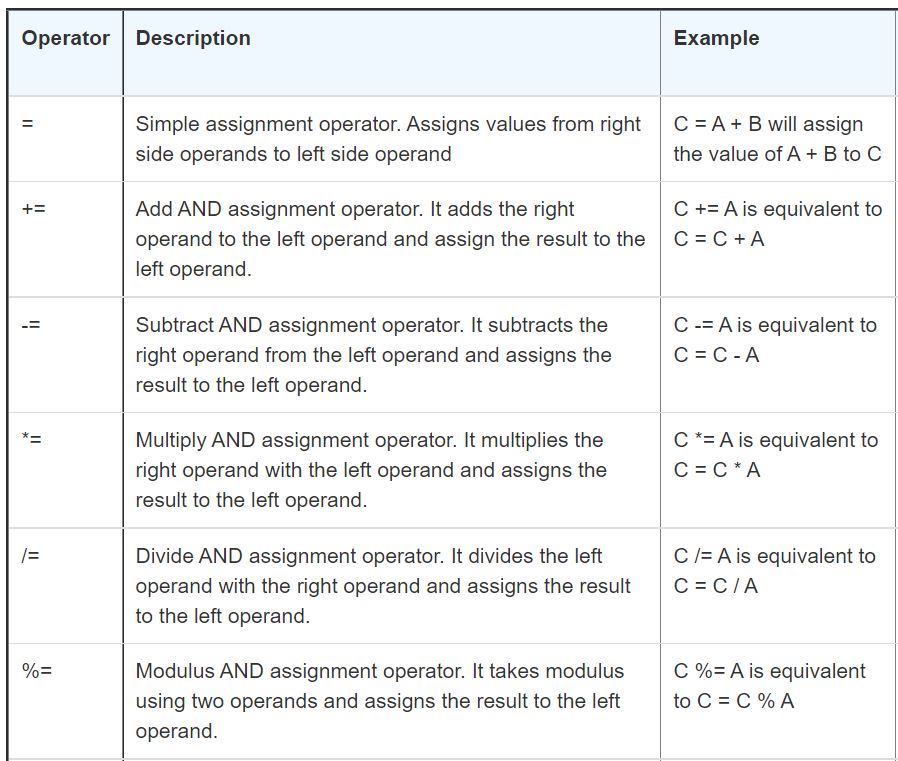 Operator Description Example
= Simple assignment operator. Assigns values from right C = A + B will assign
side operands to left side operand the value of A + B to C
+= Add AND assignment operator. It adds the right C += A is equivalent to
operand to the left operand and assign the result to the C = C + A
left operand.
-= Subtract AND assignment operator. It subtracts the C -= A is equivalent to
right operand from the left operand and assigns the C = C - A
result to the left operand.
*= Multiply AND assignment operator. It multiplies the C *= A is equivalent to
right operand with the left operand and assigns the C = C * A
result to the left operand.
/= Divide AND assignment operator. It divides the left C /= A is equivalent to
operand with the right operand and assigns the result C = C / A
to the left operand.
%= Modulus AND assignment operator. It takes modulus C %= A is equivalent
using two operands and assigns the result to the left to C = C % A
operand.